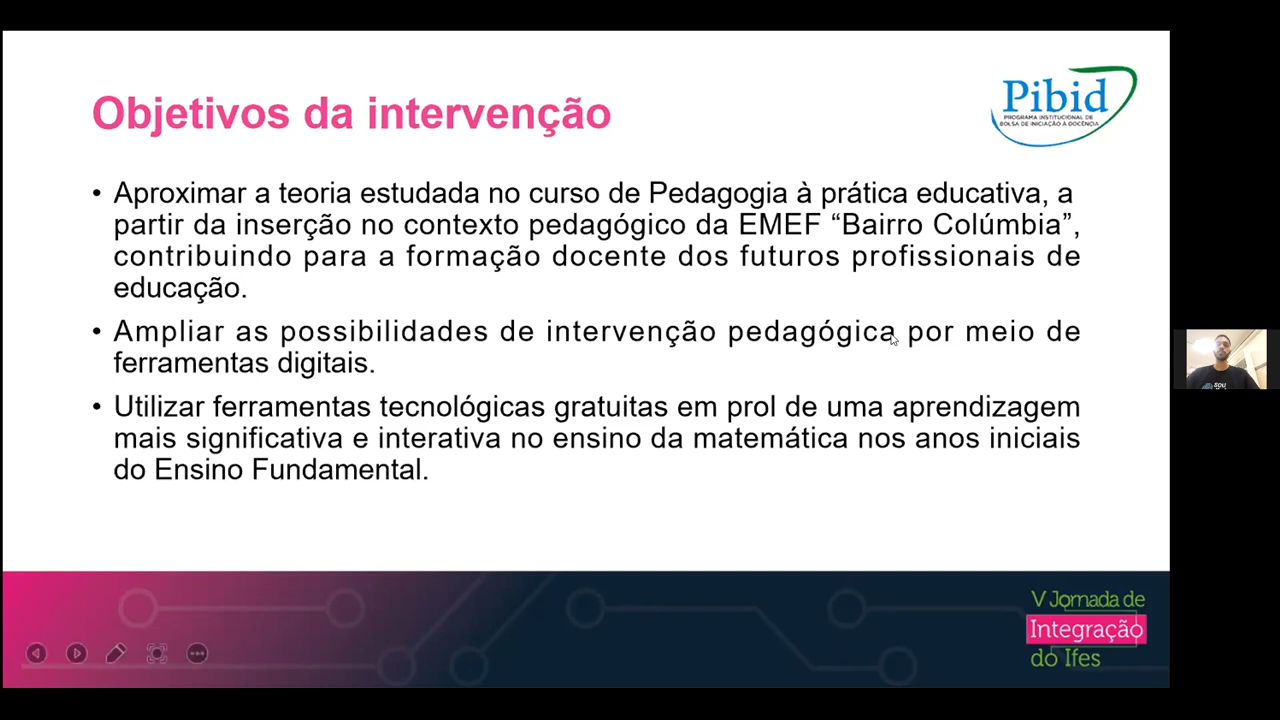 Objetivos da intervenção
Pibid
PROGRAMA INSTITUCIONAL DE
BOLSA DE INICIAÇÃO À DOCÊNCIA
• Aproximar a teoria estudada no curso de Pedagogia à prática educativa, a
partir da inserção no contexto pedagógico da EMEF “Bairro Colúmbia”,
contribuindo para a formação docente dos futuros profissionais de
educação.
• Ampliar as possibilidades de intervenção pedagógica por meio de
ferramentas digitais.
• Utilizar ferramentas tecnológicas gratuitas em prol de uma aprendizagem
mais significativa e interativa no ensino da matemática nos anos iniciais
do Ensino Fundamental.
V Jornada de
Integração
do Ifes